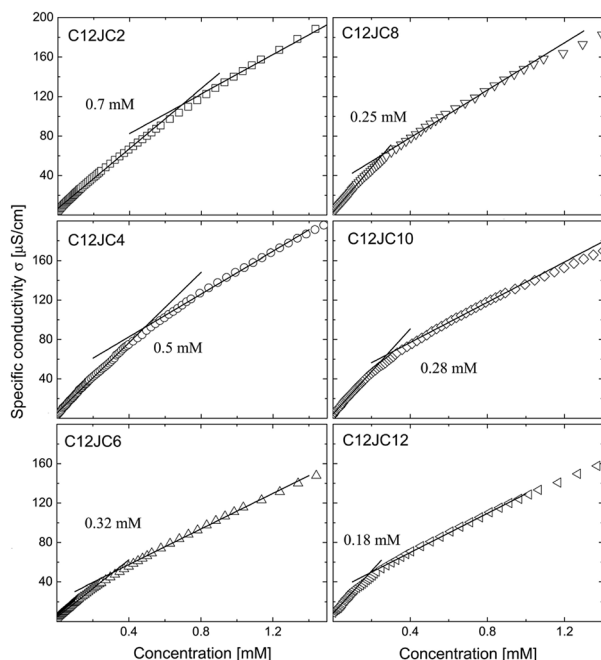 200
160
120
80
40
C12JC2
0.7 mM
C12JC8
0.25 mM
160
120
80
40
C12JC4
0.5 mM
C12JC10
0.28 mM
160
120
80
40
C12JC6
0.32 mM
C12JC12
0.18 mM
0.4 0.8 1.2
0.4 0.8 1.2
Specific conductivity σ [µS/cm]
Concentration [mM]
Concentration [mM]